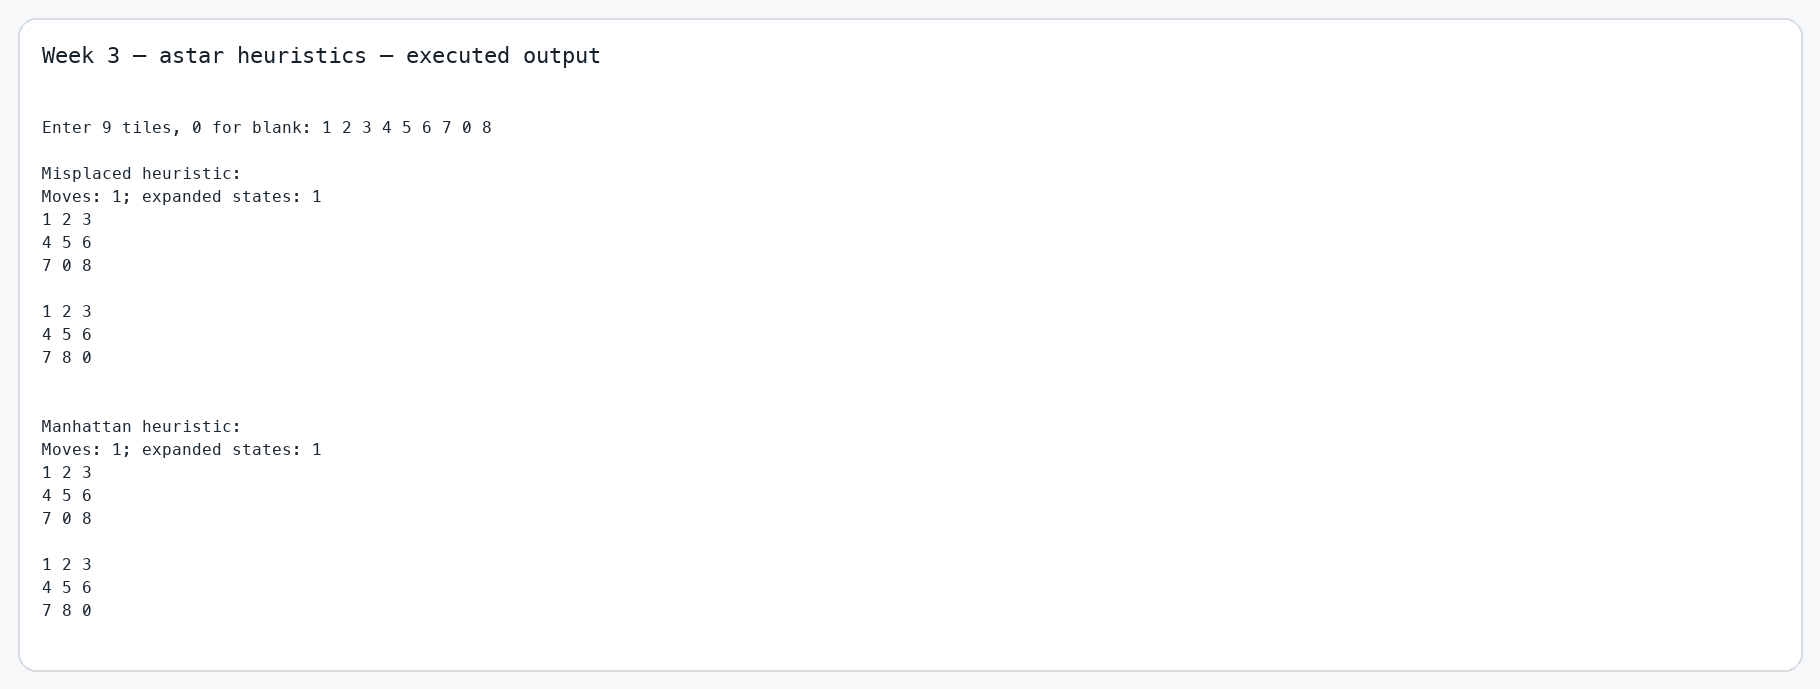 Week 3 — astar heuristics — executed output
Enter 9 tiles, 0 for blank: 1 2 3 4 5 6 7 0 8
Misplaced heuristic:
Moves: 1; expanded states: 1
1 2 3
4 5 6
7 0 8
1 2 3
4 5 6
7 8 0
Manhattan heuristic:
Moves: 1; expanded states: 1
1 2 3
4 5 6
7 0 8
1 2 3
4 5 6
7 8 0